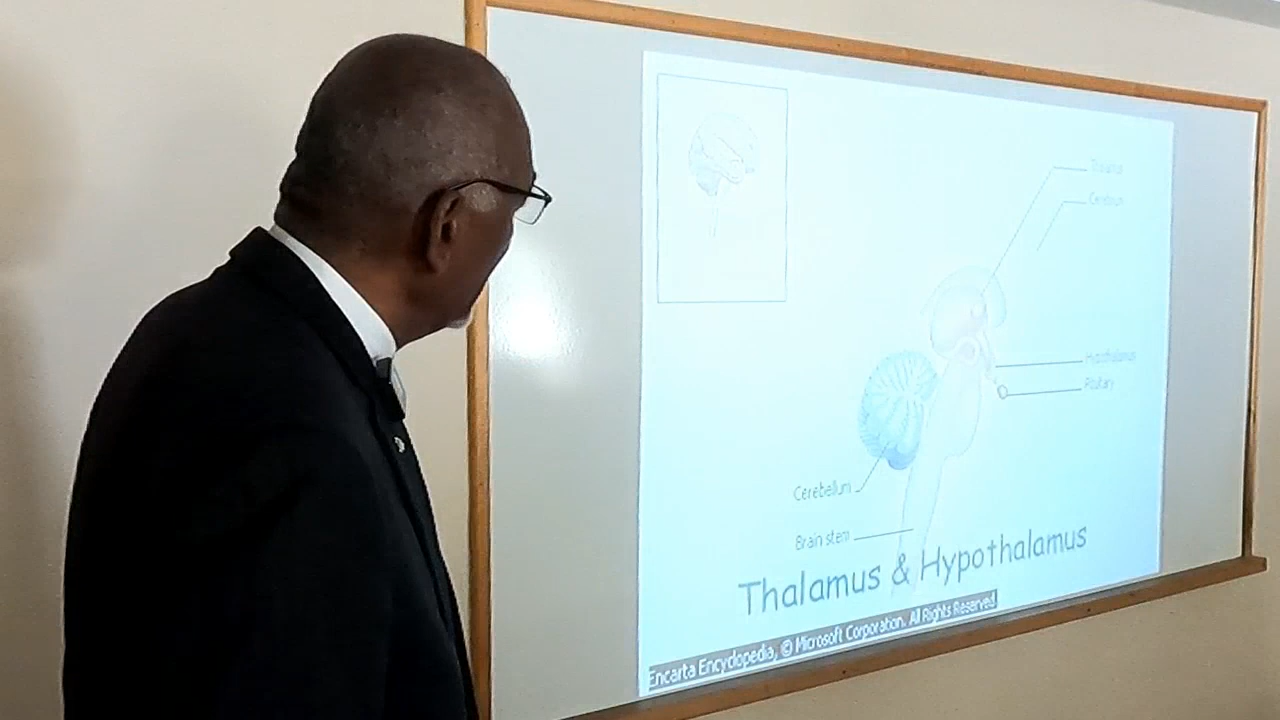 Thalamus
Cerebrum
Hypothalamus
Pituitary
Cerebellum
Brain stem
Thalamus & Hypothalamus
Encarta Encyclopedia, © Microsoft Corporation. All Rights Reserved.